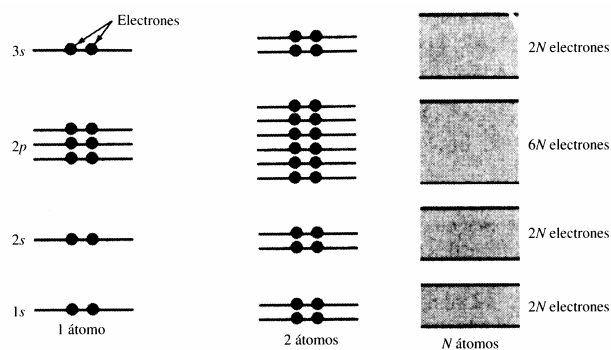 Electrones
3s
2N electrones
2p
6N electrones
2s
2N electrones
1s
2N electrones
1 átomo
2 átomos
N átomos